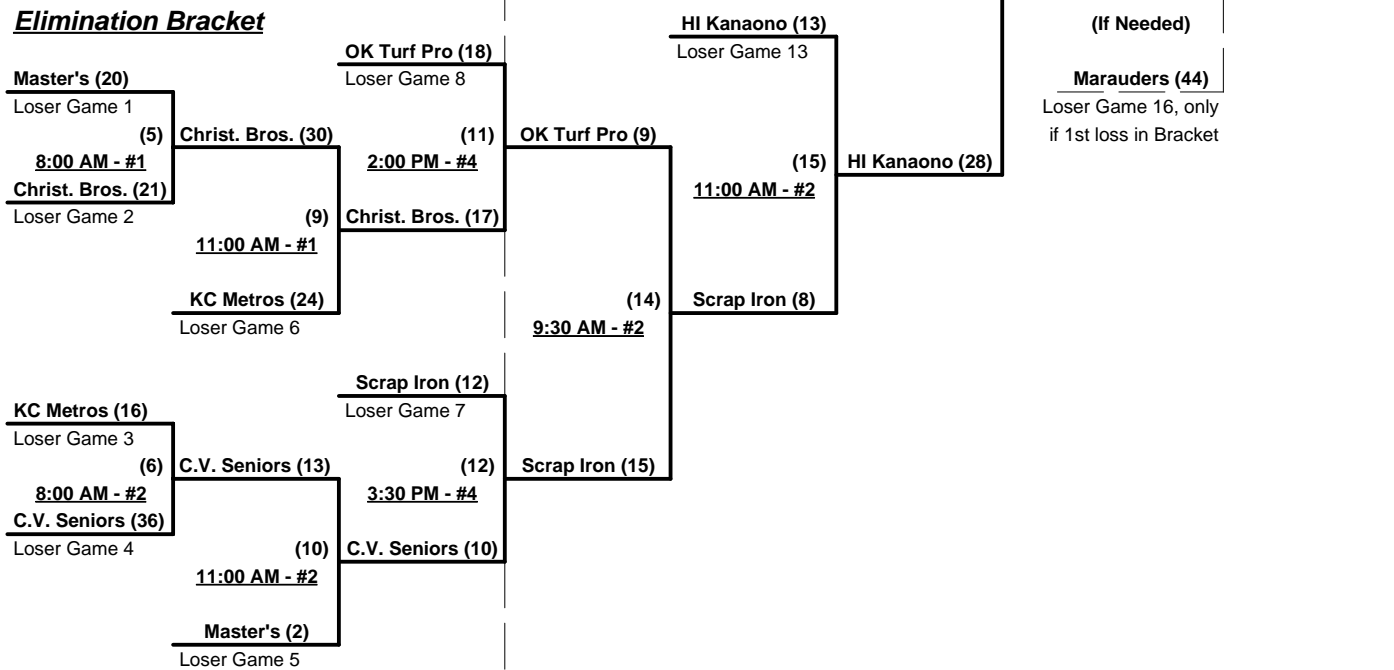 Elimination Bracket
HI Kanaono (13)
(If Needed)
OK Turf Pro (18)
Loser Game 13
Master's (20)
Loser Game 8
Marauders (44)
Loser Game 1
Loser Game 16, only
(5)
Christ. Bros. (30)
(11)
OK Turf Pro (9)
if 1st loss in Bracket
8:00 AM - #1
2:00 PM - #4
(15)
HI Kanaono (28)
Christ. Bros. (21)
11:00 AM - #2
Loser Game 2
(9)
Christ. Bros. (17)
11:00 AM - #1
KC Metros (24)
(14)
Scrap Iron (8)
Loser Game 6
9:30 AM - #2
Scrap Iron (12)
KC Metros (16)
Loser Game 7
Loser Game 3
(6)
C.V. Seniors (13)
(12)
Scrap Iron (15)
8:00 AM - #2
3:30 PM - #4
C.V. Seniors (36)
Loser Game 4
(10)
C.V. Seniors (10)
11:00 AM - #2
Master's (2)
Loser Game 5